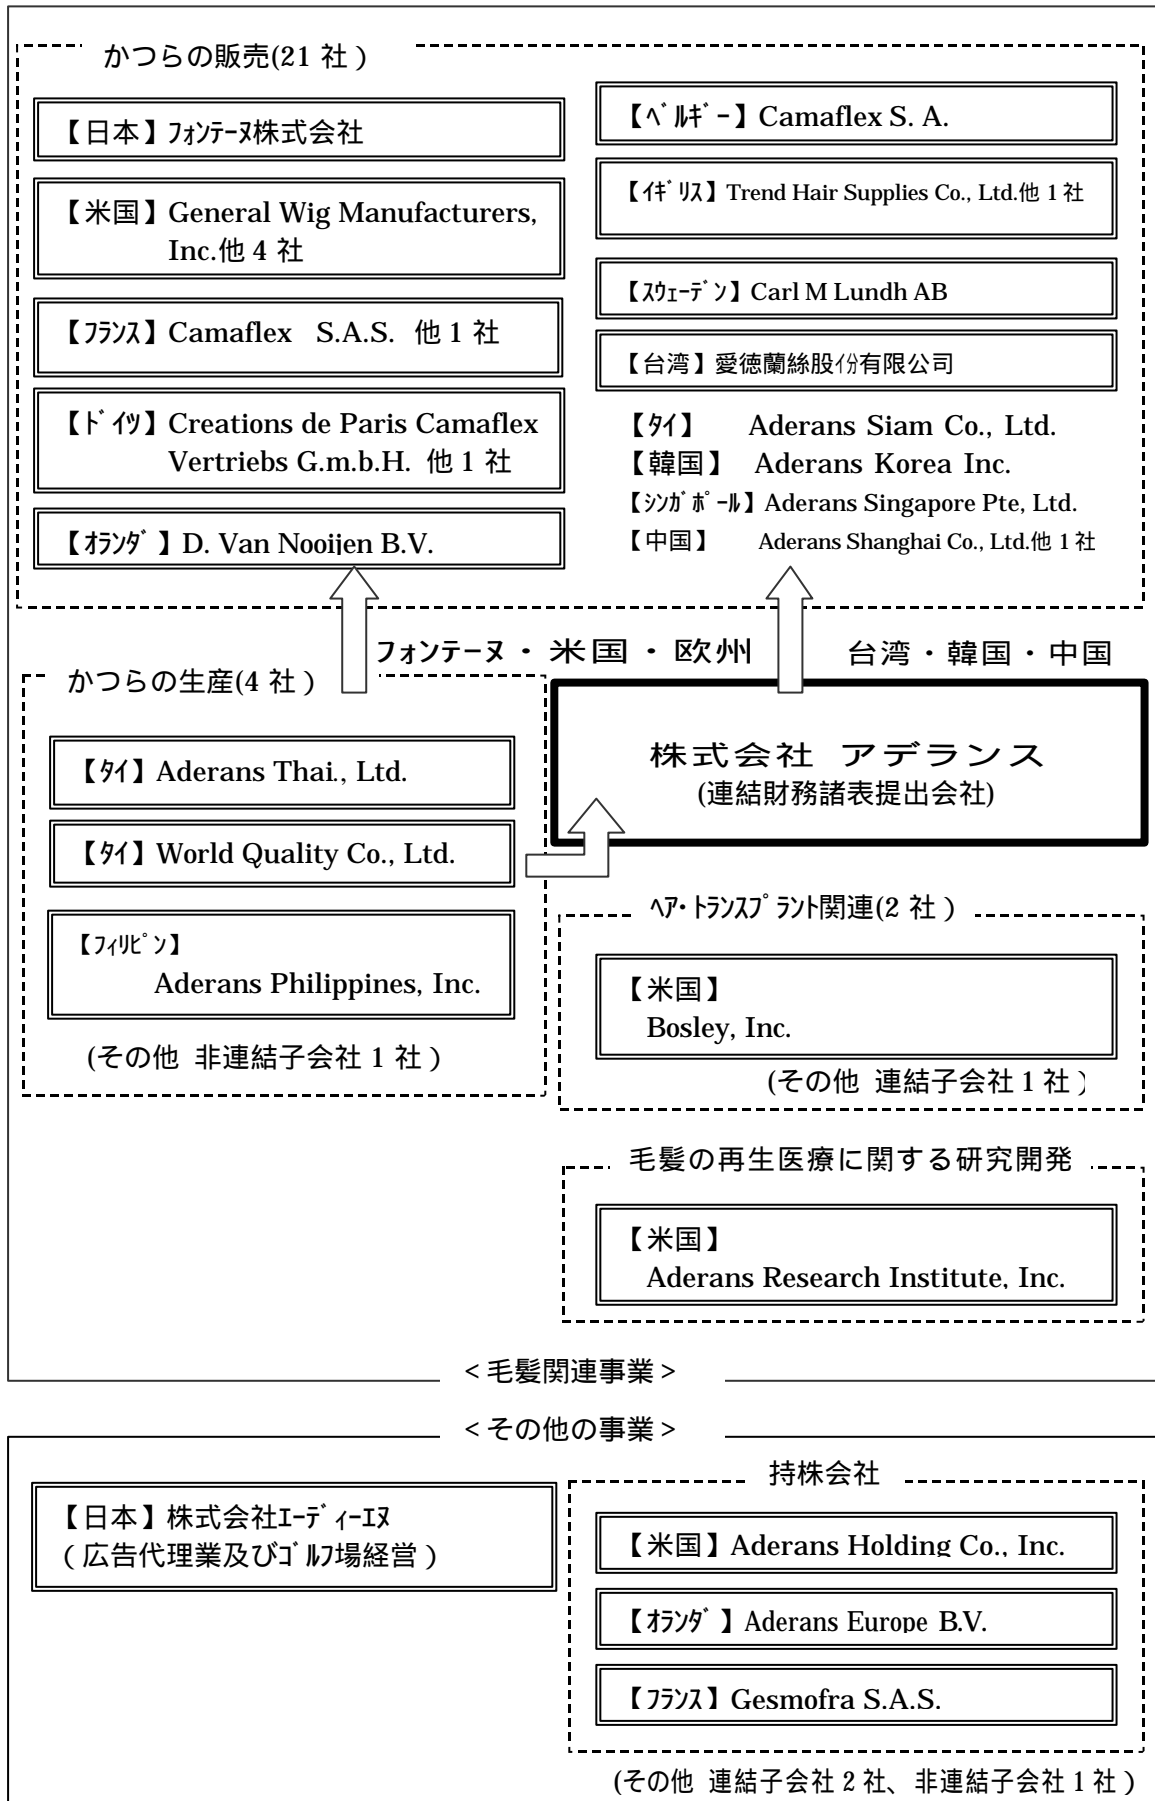 かつらの販売(21 社)
【日本】ﾌｫﾝﾃｰﾇ株式会社
【米国】General Wig Manufacturers,
Inc.他 4 社
【ﾌﾗﾝｽ】Camaflex S.A.S. 他 1 社
【ﾄﾞｲﾂ】Creations de Paris Camaflex
Vertriebs G.m.b.H. 他 1 社
【ｵﾗﾝﾀﾞ】D. Van Nooijen B.V.
【ﾍﾞﾙｷﾞｰ】Camaflex S. A.
【ｲｷﾞﾘｽ】Trend Hair Supplies Co., Ltd.他 1 社
【ｽｳｪｰﾃﾞﾝ】Carl M Lundh AB
【台湾】愛徳蘭絲股ｲ分有限公司
【ﾀｲ】 Aderans Siam Co., Ltd.
【韓国】 Aderans Korea Inc.
【ｼﾝｶﾞﾎﾟｰﾙ】Aderans Singapore Pte, Ltd.
【中国】 Aderans Shanghai Co., Ltd.他 1 社
フォンテーヌ・米国・欧州
台湾・韓国・中国
かつらの生産(4 社)
【ﾀｲ】Aderans Thai., Ltd.
【ﾀｲ】World Quality Co., Ltd.
【ﾌｨﾘﾋﾟﾝ】
Aderans Philippines, Inc.
(その他 非連結子会社 1 社)
株式会社 アデランス
(連結財務諸表提出会社)
ﾍｱ・ﾄﾗﾝｽﾌﾟﾗﾝﾄ関連(2 社)
【米国】
Bosley, Inc.
(その他 連結子会社 1 社)
毛髪の再生医療に関する研究開発
【米国】
Aderans Research Institute, Inc.
<毛髪関連事業>
<その他の事業>
【日本】株式会社ｴｰﾃﾞｨｰｴﾇ
(広告代理業及びｺﾞﾙﾌ場経営)
持株会社
【米国】Aderans Holding Co., Inc.
【ｵﾗﾝﾀﾞ】Aderans Europe B.V.
【ﾌﾗﾝｽ】Gesmofra S.A.S.
(その他 連結子会社 2 社、非連結子会社 1 社)